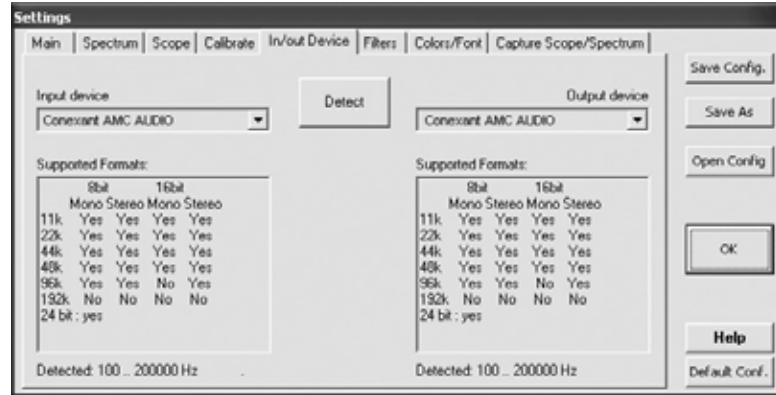 Settings
Main Spectrum Scope Calibrate In/out Device Filters Colors/Font Capture Scope/Spectrum
Input device
Conexant AMC AUDIO
Supported Formats:
8bit 16bit
Mono Stereo Mono Stereo
11k Yes Yes Yes Yes
22k Yes Yes Yes Yes
44k Yes Yes Yes Yes
48k Yes Yes Yes Yes
96k Yes Yes No Yes
192k No No No No
24 bit : yes
Detected: 100 .. 200000 Hz
Detect
Output device
Conexant AMC AUDIO
Supported Formats:
8bit 16bit
Mono Stereo Mono Stereo
11k Yes Yes Yes Yes
22k Yes Yes Yes Yes
44k Yes Yes Yes Yes
48k Yes Yes Yes Yes
96k Yes Yes No Yes
192k No No No No
24 bit : yes
Detected: 100 .. 200000 Hz
Save Config.
Save As
Open Config
OK
Help
Default Conf.